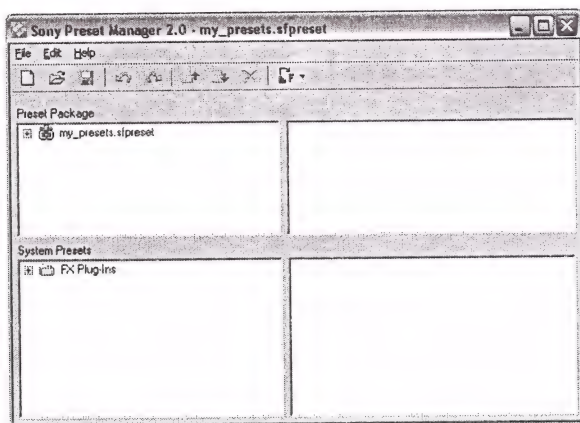 Sony Preset Manager 2.0 - my_presets.sfpreset
File Edit Help
Preset Package
my_presets.sfpreset
System Presets
FX Plug-Ins